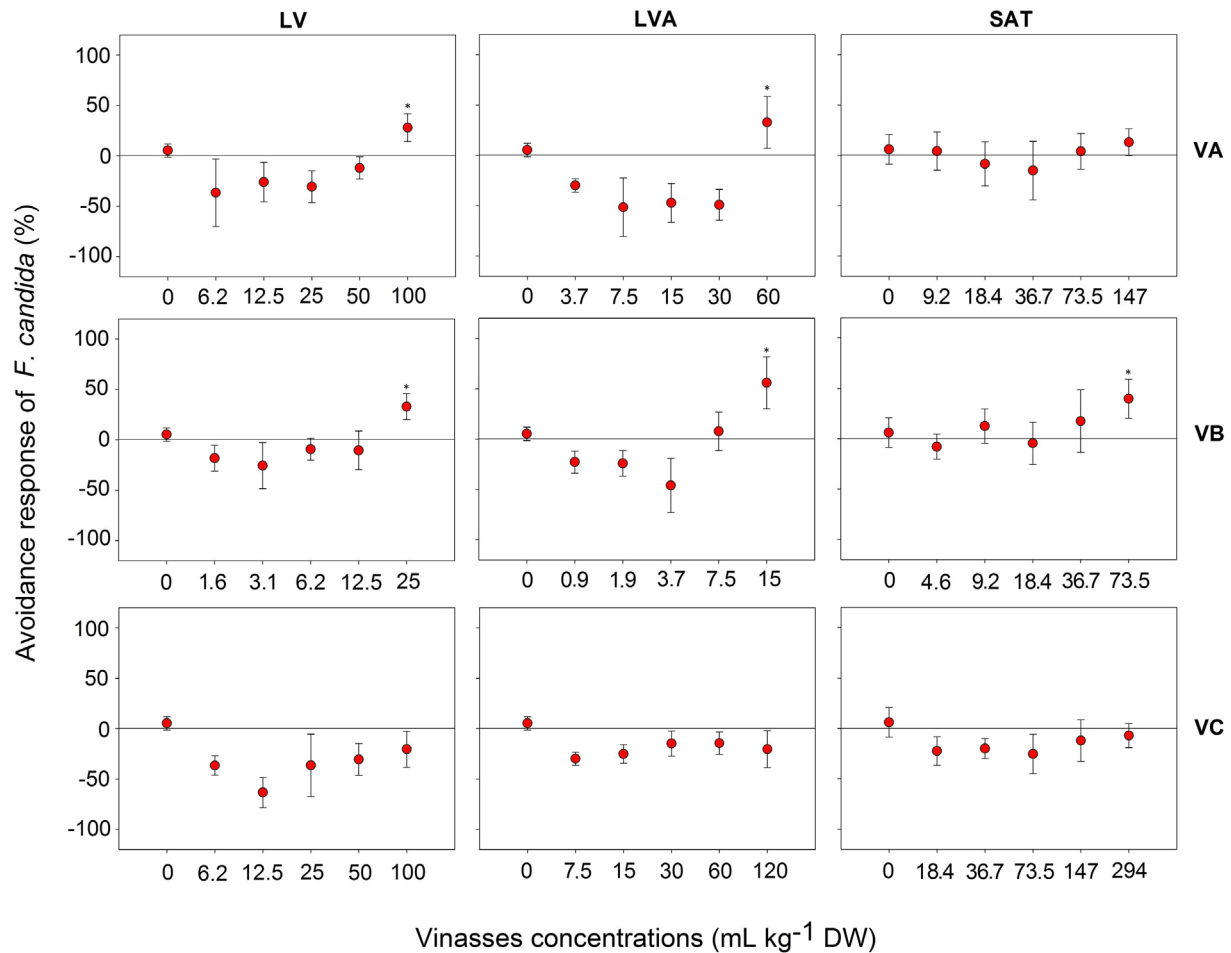 LV LVA SAT
100
50
0
-50
-100
* *
VA
0 6.2 12.5 25 50 100
0 3.7 7.5 15 30 60
0 9.2 18.4 36.7 73.5 147
100
50
0
-50
-100
* * *
VB
0 1.6 3.1 6.2 12.5 25
0 0.9 1.9 3.7 7.5 15
0 4.6 9.2 18.4 36.7 73.5
100
50
0
-50
-100
VC
0 6.2 12.5 25 50 100
0 7.5 15 30 60 120
0 18.4 36.7 73.5 147 294
Avoidance response of F. candida (%)
Vinasses concentrations (mL kg-1 DW)